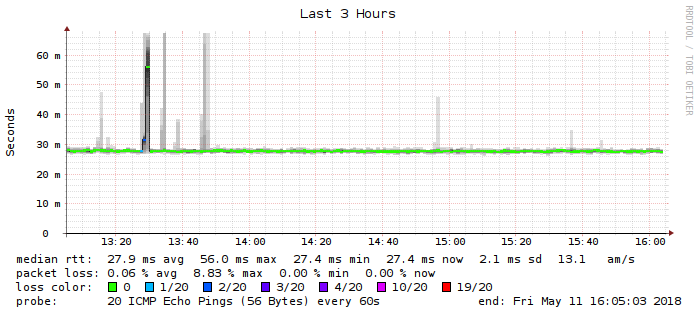 Last 3 Hours
RRDTOOL / TOBI OETIKER
Seconds
60 m
50 m
40 m
30 m
20 m
10 m
0
13:20 13:40 14:00 14:20 14:40 15:00 15:20 15:40 16:00
median rtt: 27.9 ms avg 56.0 ms max 27.4 ms min 27.4 ms now 2.1 ms sd 13.1 am/s
packet loss: 0.06 % avg 8.83 % max 0.00 % min 0.00 % now
loss color: 0 1/20 2/20 3/20 4/20 10/20 19/20
probe: 20 ICMP Echo Pings (56 Bytes) every 60s end: Fri May 11 16:05:03 2018